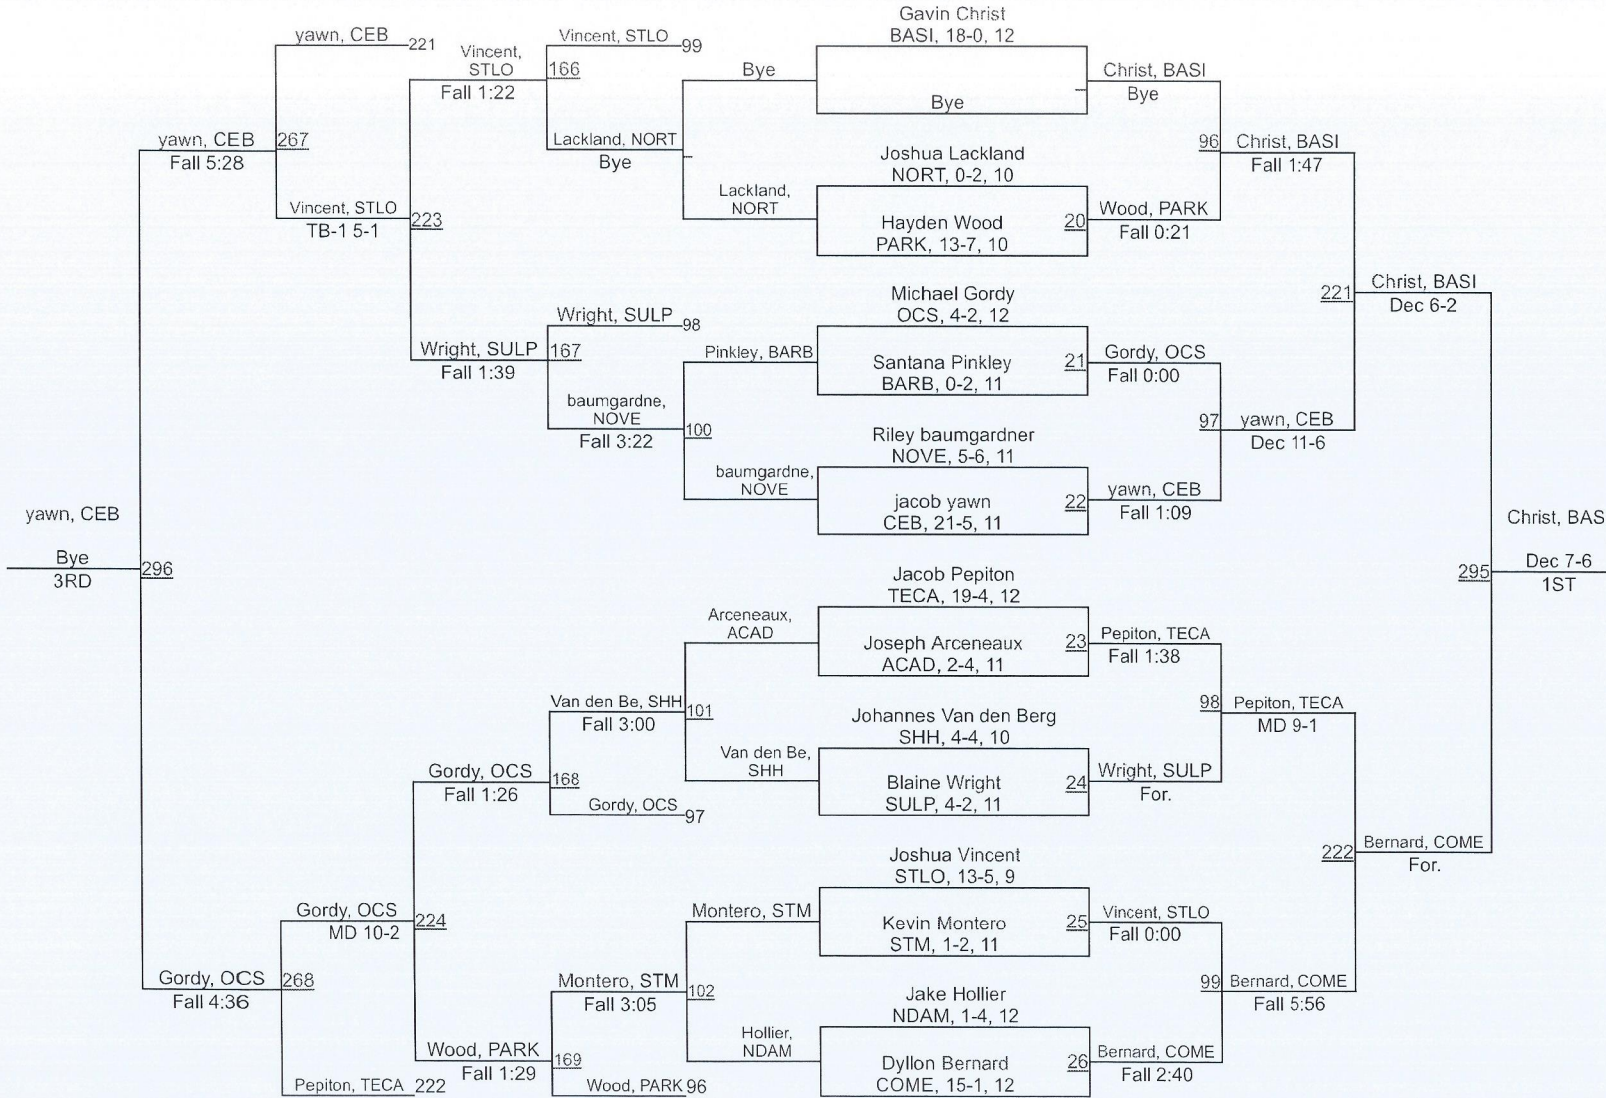 Gavin Christ
BASI, 18-0, 12
Bye
Joshua Lackland
NORT, 0-2, 10
Hayden Wood
PARK, 13-7, 10
20
Michael Gordy
OCS, 4-2, 12
Santana Pinkley
BARB, 0-2, 11
21
Riley baumgardner
NOVE, 5-6, 11
jacob yawn
CEB, 21-5, 11
22
Jacob Pepiton
TECA, 19-4, 12
Joseph Arceneaux
ACAD, 2-4, 11
23
Johannes Van den Berg
SHH, 4-4, 10
Blaine Wright
SULP, 4-2, 11
24
Joshua Vincent
STLO, 13-5, 9
Kevin Montero
STM, 1-2, 11
25
Jake Hollier
NDAM, 1-4, 12
Dyllon Bernard
COME, 15-1, 12
26
Christ, BASI
Bye
Wood, PARK
Fall 0:21
Gordy, OCS
Fall 0:00
yawn, CEB
Fall 1:09
Pepiton, TECA
Fall 1:38
Wright, SULP
For.
Vincent, STLO
Fall 0:00
Bernard, COME
Fall 2:40
96
Christ, BASI
Fall 1:47
97
yawn, CEB
Dec 11-6
98
Pepiton, TECA
MD 9-1
99
Bernard, COME
Fall 5:56
221
Christ, BASI
Dec 6-2
222
Bernard, COME
For.
295
Christ, BAS
Dec 7-6
1ST
Bye
Lackland,
NORT
Pinkley, BARB
baumgardne,
NOVE
Arceneaux,
ACAD
Van den Be,
SHH
Montero, STM
Hollier,
NDAM
Vincent, STLO
99
Lackland, NORT
Bye
Wright, SULP
98
baumgardne,
NOVE
Fall 3:22
100
Van den Be, SHH
Fall 3:00
101
Gordy, OCS
97
Montero, STM
Fall 3:05
102
Wood, PARK
96
Vincent,
STLO
Fall 1:22
166
Wright, SULP
Fall 1:39
167
Gordy, OCS
Fall 1:26
168
Wood, PARK
Fall 1:29
169
yawn, CEB
221
Vincent, STLO
TB-1 5-1
223
Gordy, OCS
MD 10-2
224
Pepiton, TECA
222
yawn, CEB
Fall 5:28
267
Gordy, OCS
Fall 4:36
268
yawn, CEB
Bye
3RD
296